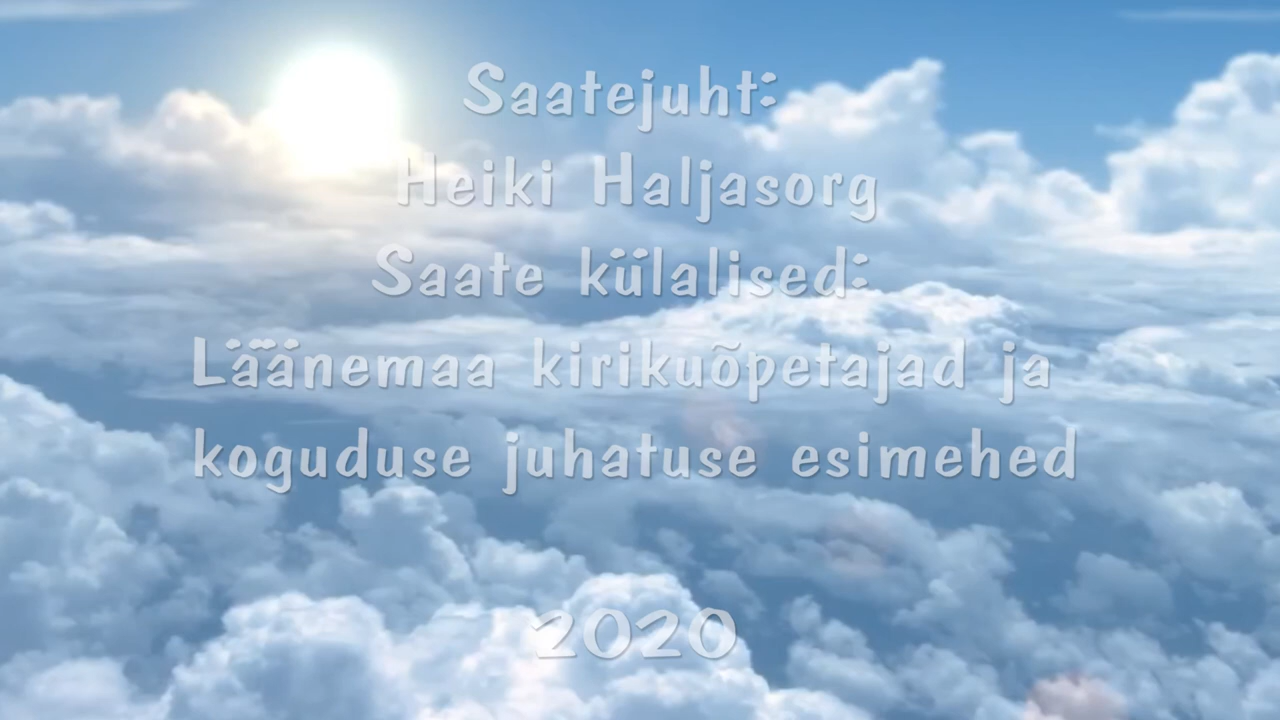 Saatejuht:
Heiki Haljasorg
Saate külalised:
Läänemaa kirikuõpetajad ja
koguduse juhatuse esimehed
2020